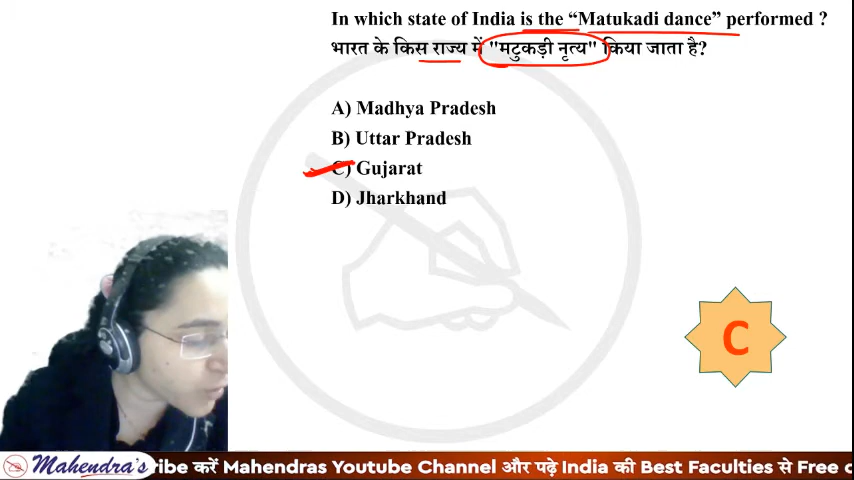 In which state of India is the “Matukadi dance” performed ?
भारत के किस राज्य में "मटुकड़ी नृत्य" किया जाता है?
A) Madhya Pradesh
B) Uttar Pradesh
C) Gujarat
D) Jharkhand
C
Mahendra's ribe करें Mahendras Youtube Channel और पढ़े India की Best Faculties से Free